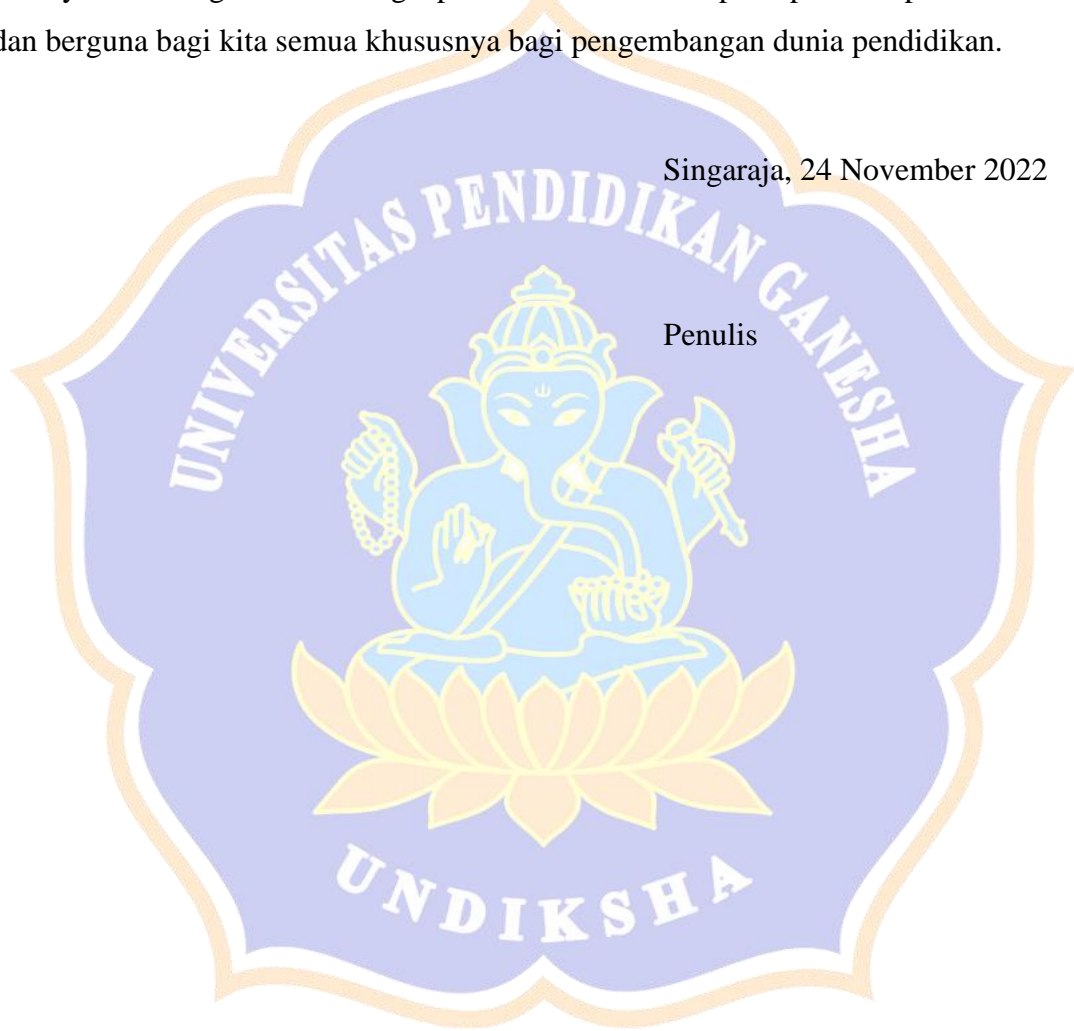 dan berguna bagi kita semua khususnya bagi pengembangan dunia pendidikan.
Singaraja, 24 November 2022
UNIVERSITAS PENDIDIKAN GANESHA
Penulis
UNDIKSHA